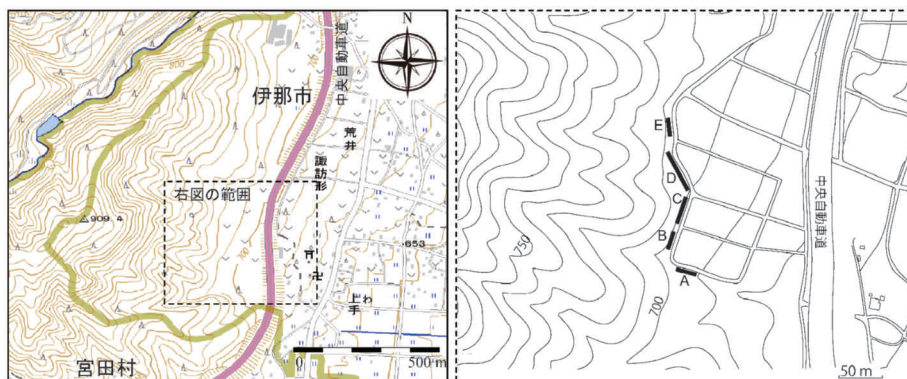 N
800
中央自動車道
伊那市
荒井
諏訪形
右図の範囲
△909.4
700
・653
上手
わ
宮田村
0 500 m
E
D
C
B
A
750
700
中央自動車道
50 m